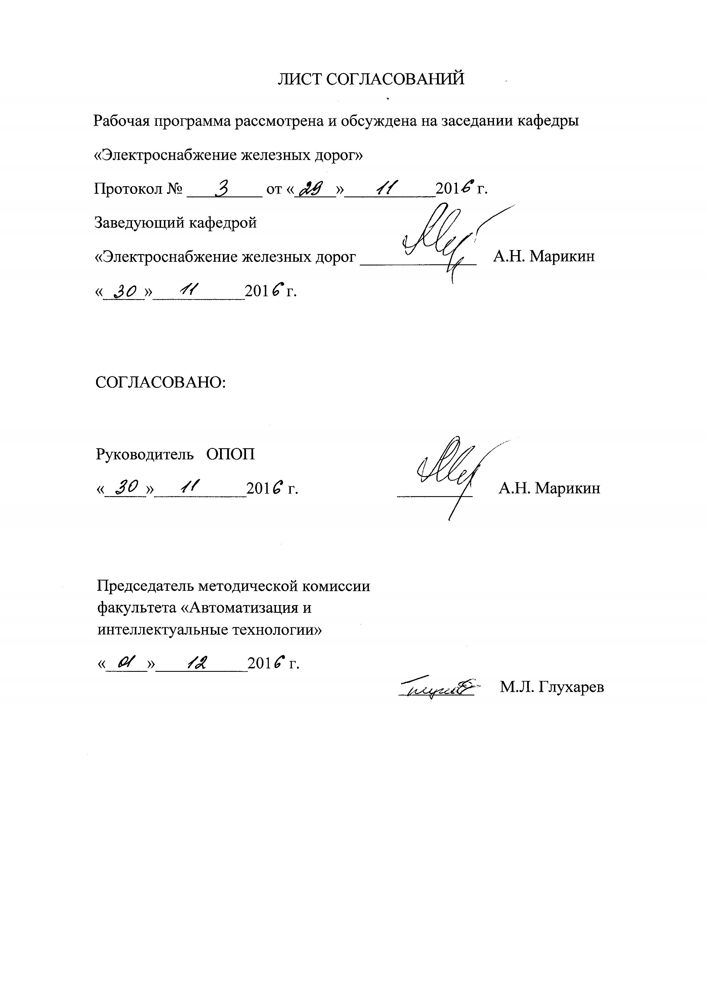 ЛИСТ СОГЛАСОВАНИЙ
Рабочая программа рассмотрена и обсуждена на заседании кафедры
«Электроснабжение железных дорог»
Протокол № 3 от «29» 11 2016 г.
Заведующий кафедрой
«Электроснабжение железных дорог А.Н. Марикин
«30» 11 2016 г.
СОГЛАСОВАНО:
Руководитель ОПОП
«30» 11 2016 г. А.Н. Марикин
Председатель методической комиссии
факультета «Автоматизация и
интеллектуальные технологии»
«01» 12 2016 г.
М.Л. Глухарев